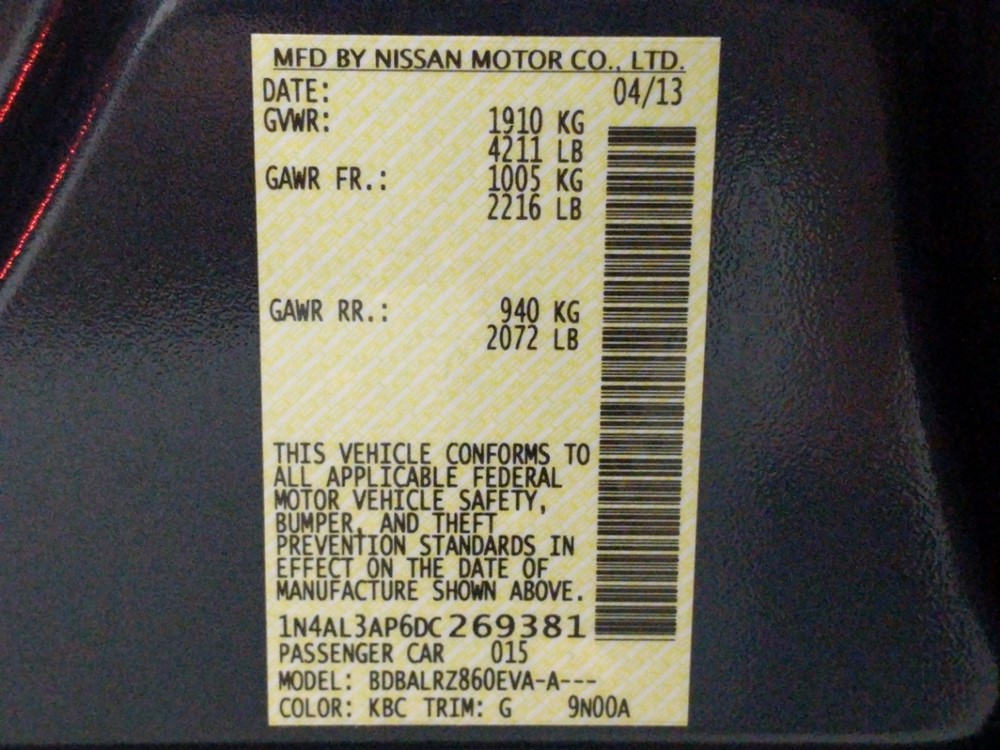 MFD BY NISSAN MOTOR CO., LTD.
DATE: 04/13
GVWR: 1910 KG
4211 LB
GAWR FR.: 1005 KG
2216 LB
GAWR RR.: 940 KG
2072 LB
THIS VEHICLE CONFORMS TO
ALL APPLICABLE FEDERAL
MOTOR VEHICLE SAFETY,
BUMPER, AND THEFT
PREVENTION STANDARDS IN
EFFECT ON THE DATE OF
MANUFACTURE SHOWN ABOVE.
1N4AL3AP6DC269381
PASSENGER CAR 015
MODEL: BDBALRZ860EVA-A---
COLOR: KBC TRIM: G 9N00A